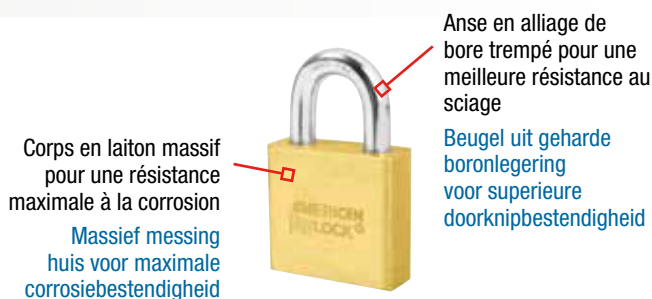 Anse en alliage de
bore trempé pour une
meilleure résistance au
sciage
Beugel uit geharde
boronlegering
voor superieure
doorknipbestendigheid
Corps en laiton massif
pour une résistance
maximale à la corrosion
Massief messing
huis voor maximale
corrosiebestendigheid
AMERICAN
LOCK